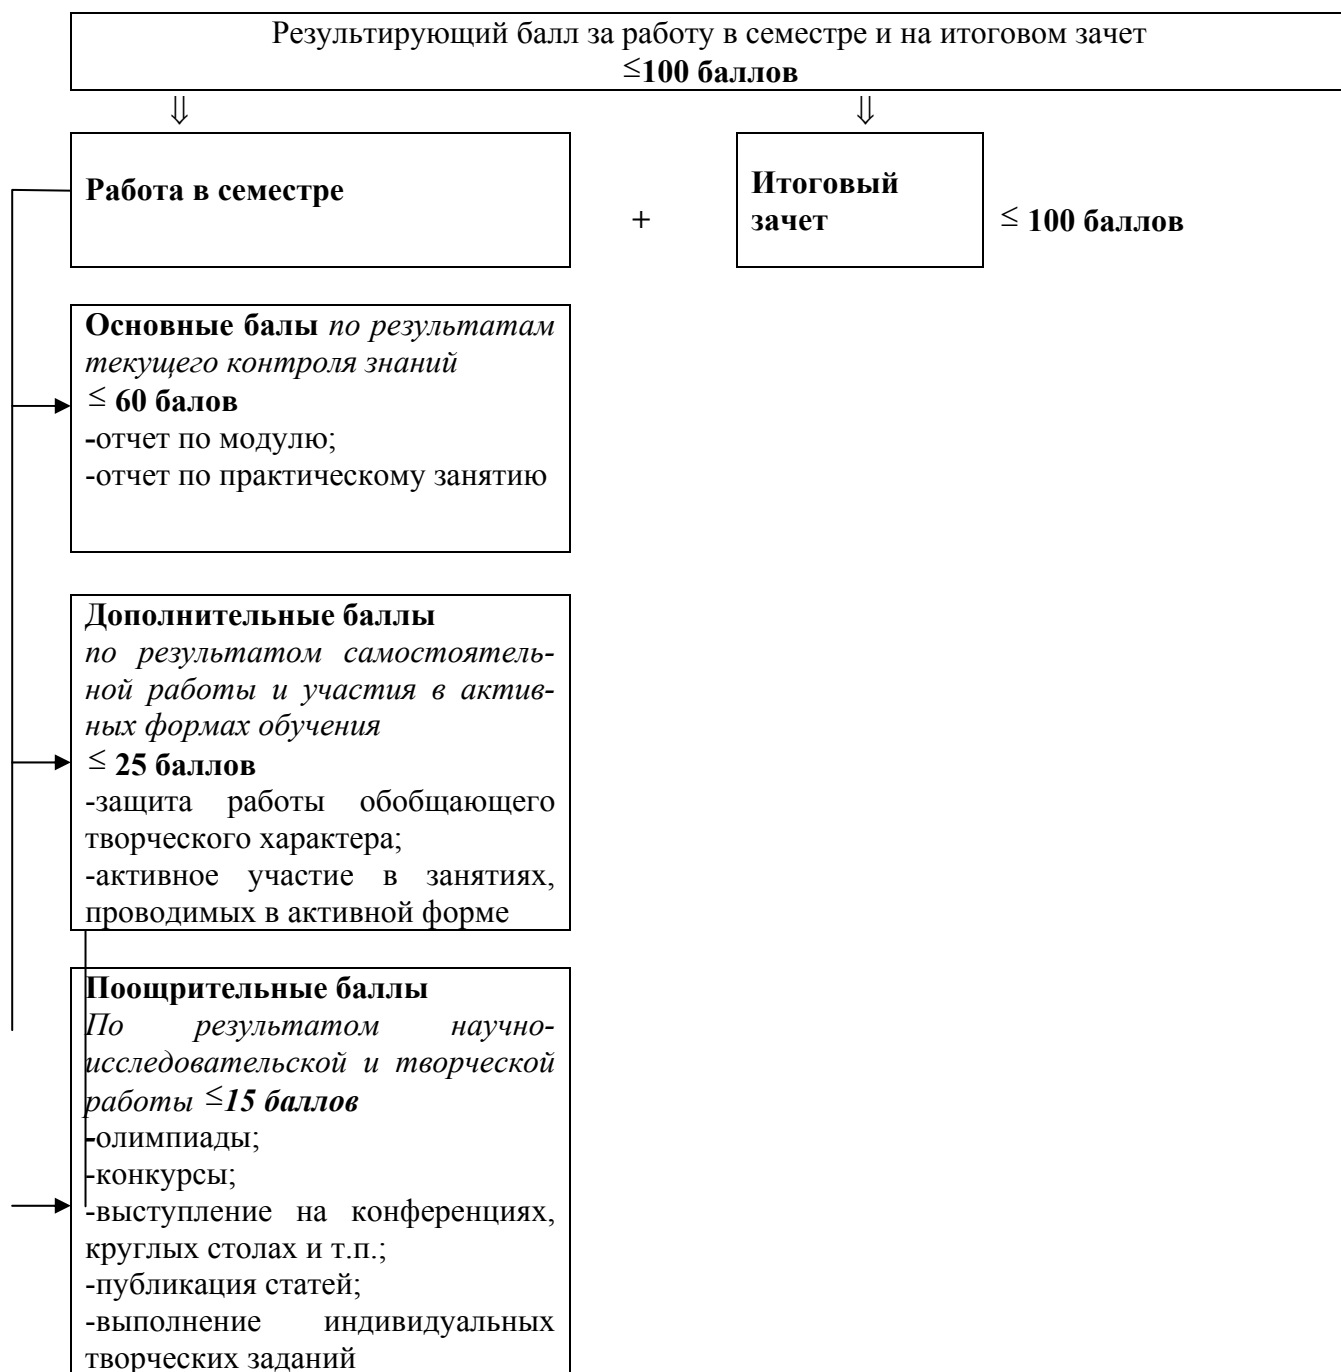 Результирующий балл за работу в семестре и на итоговом зачет
≤100 баллов
⇓ ⇓
Работа в семестре
+
Итоговый
зачет
≤ 100 баллов
Основные балы по результатам
текущего контроля знаний
≤ 60 балов
-отчет по модулю;
-отчет по практическому занятию
Дополнительные баллы
по результатом самостоятель-
ной работы и участия в актив-
ных формах обучения
≤ 25 баллов
-защита работы обобщающего
творческого характера;
-активное участие в занятиях,
проводимых в активной форме
Поощрительные баллы
По результатом научно-
исследовательской и творческой
работы ≤15 баллов
-олимпиады;
-конкурсы;
-выступление на конференциях,
круглых столах и т.п.;
-публикация статей;
-выполнение индивидуальных
творческих заданий